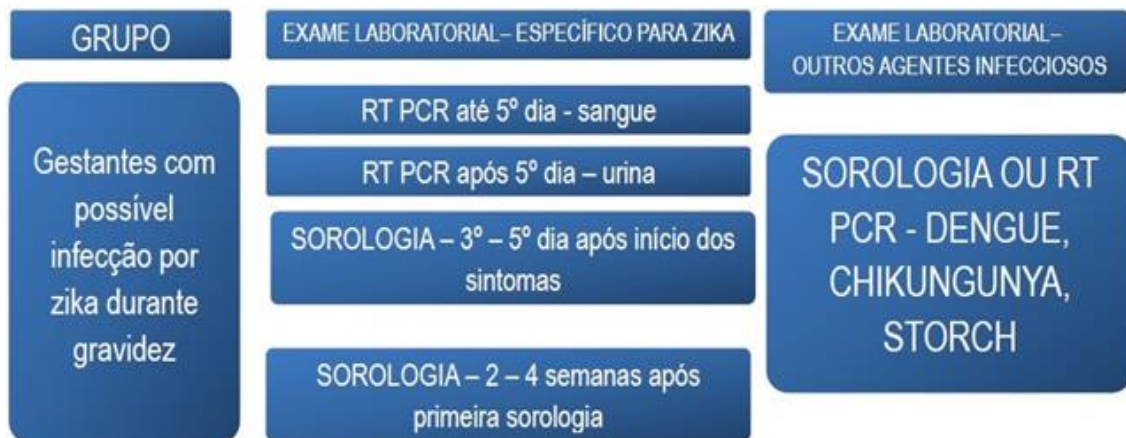 GRUPO
EXAME LABORATORIAL– ESPECÍFICO PARA ZIKA
EXAME LABORATORIAL–
OUTROS AGENTES INFECCIOSOS
Gestantes com
possível
infecção por
zika durante
gravidez
RT PCR até 5º dia - sangue
RT PCR após 5º dia – urina
SOROLOGIA – 3º – 5º dia após início dos
sintomas
SOROLOGIA – 2 – 4 semanas após
primeira sorologia
SOROLOGIA OU RT
PCR - DENGUE,
CHIKUNGUNYA,
STORCH